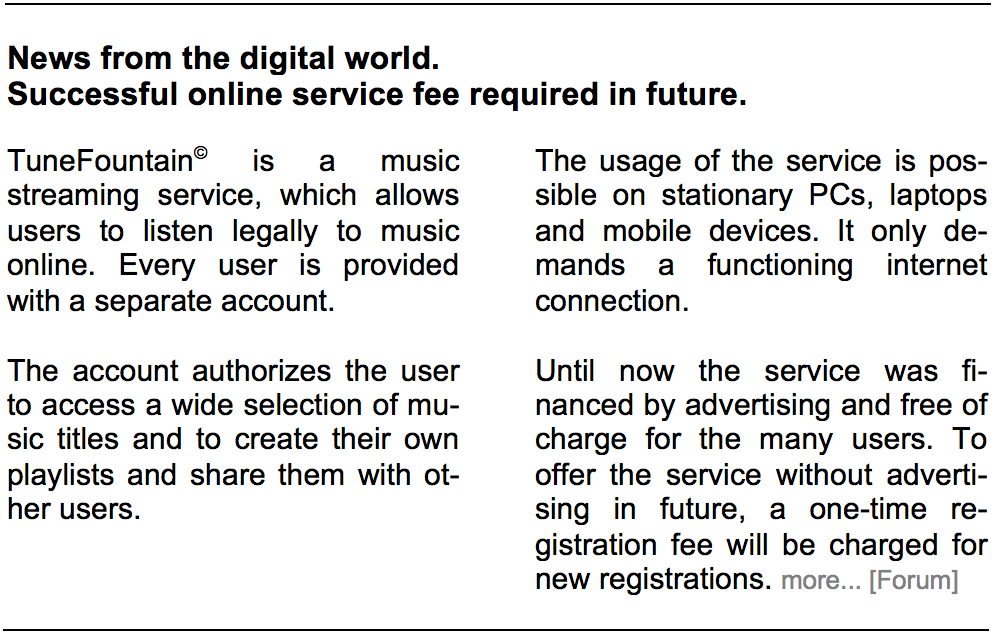 News from the digital world.
Successful online service fee required in future.
TuneFountain© is a music
streaming service, which allows
users to listen legally to music
online. Every user is provided
with a separate account.
The account authorizes the user
to access a wide selection of mu-
sic titles and to create their own
playlists and share them with ot-
her users.
The usage of the service is pos-
sible on stationary PCs, laptops
and mobile devices. It only de-
mands a functioning internet
connection.
Until now the service was fi-
nanced by advertising and free of
charge for the many users. To
offer the service without adverti-
sing in future, a one-time re-
gistration fee will be charged for
new registrations. more... [Forum]